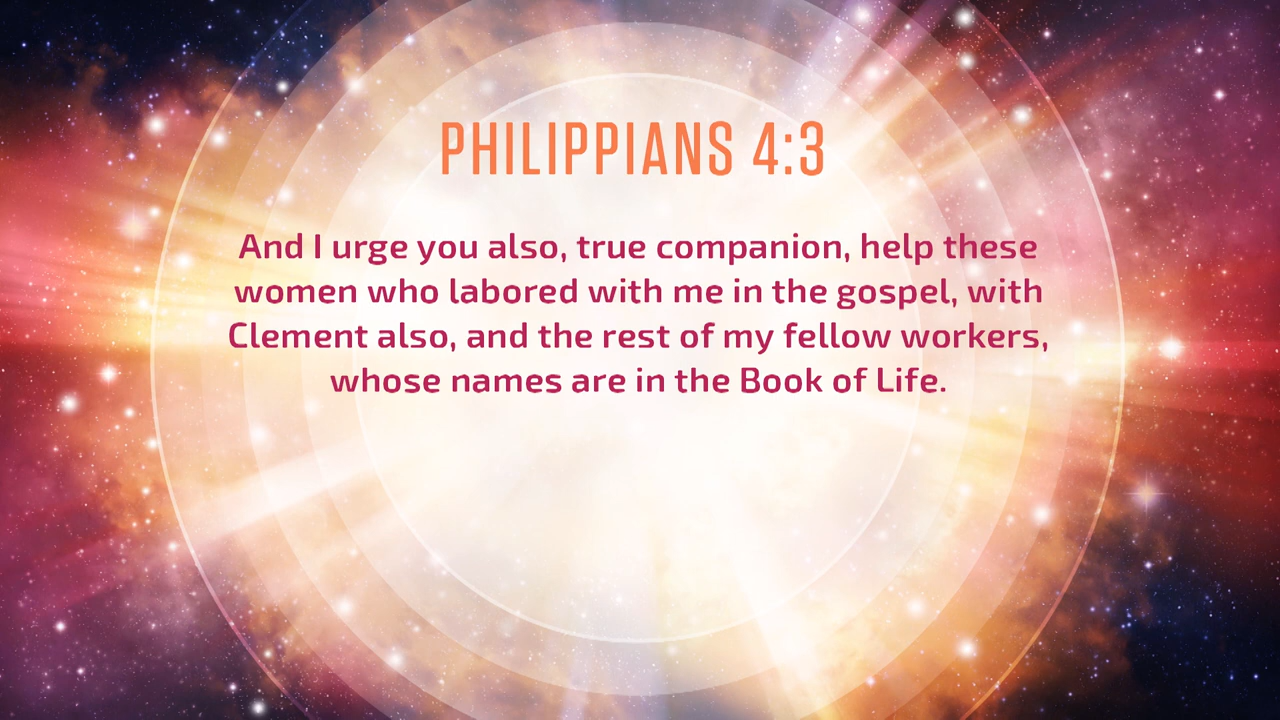 PHILIPPIANS 4:3
And I urge you also, true companion, help these
women who labored with me in the gospel, with
Clement also, and the rest of my fellow workers,
whose names are in the Book of Life.